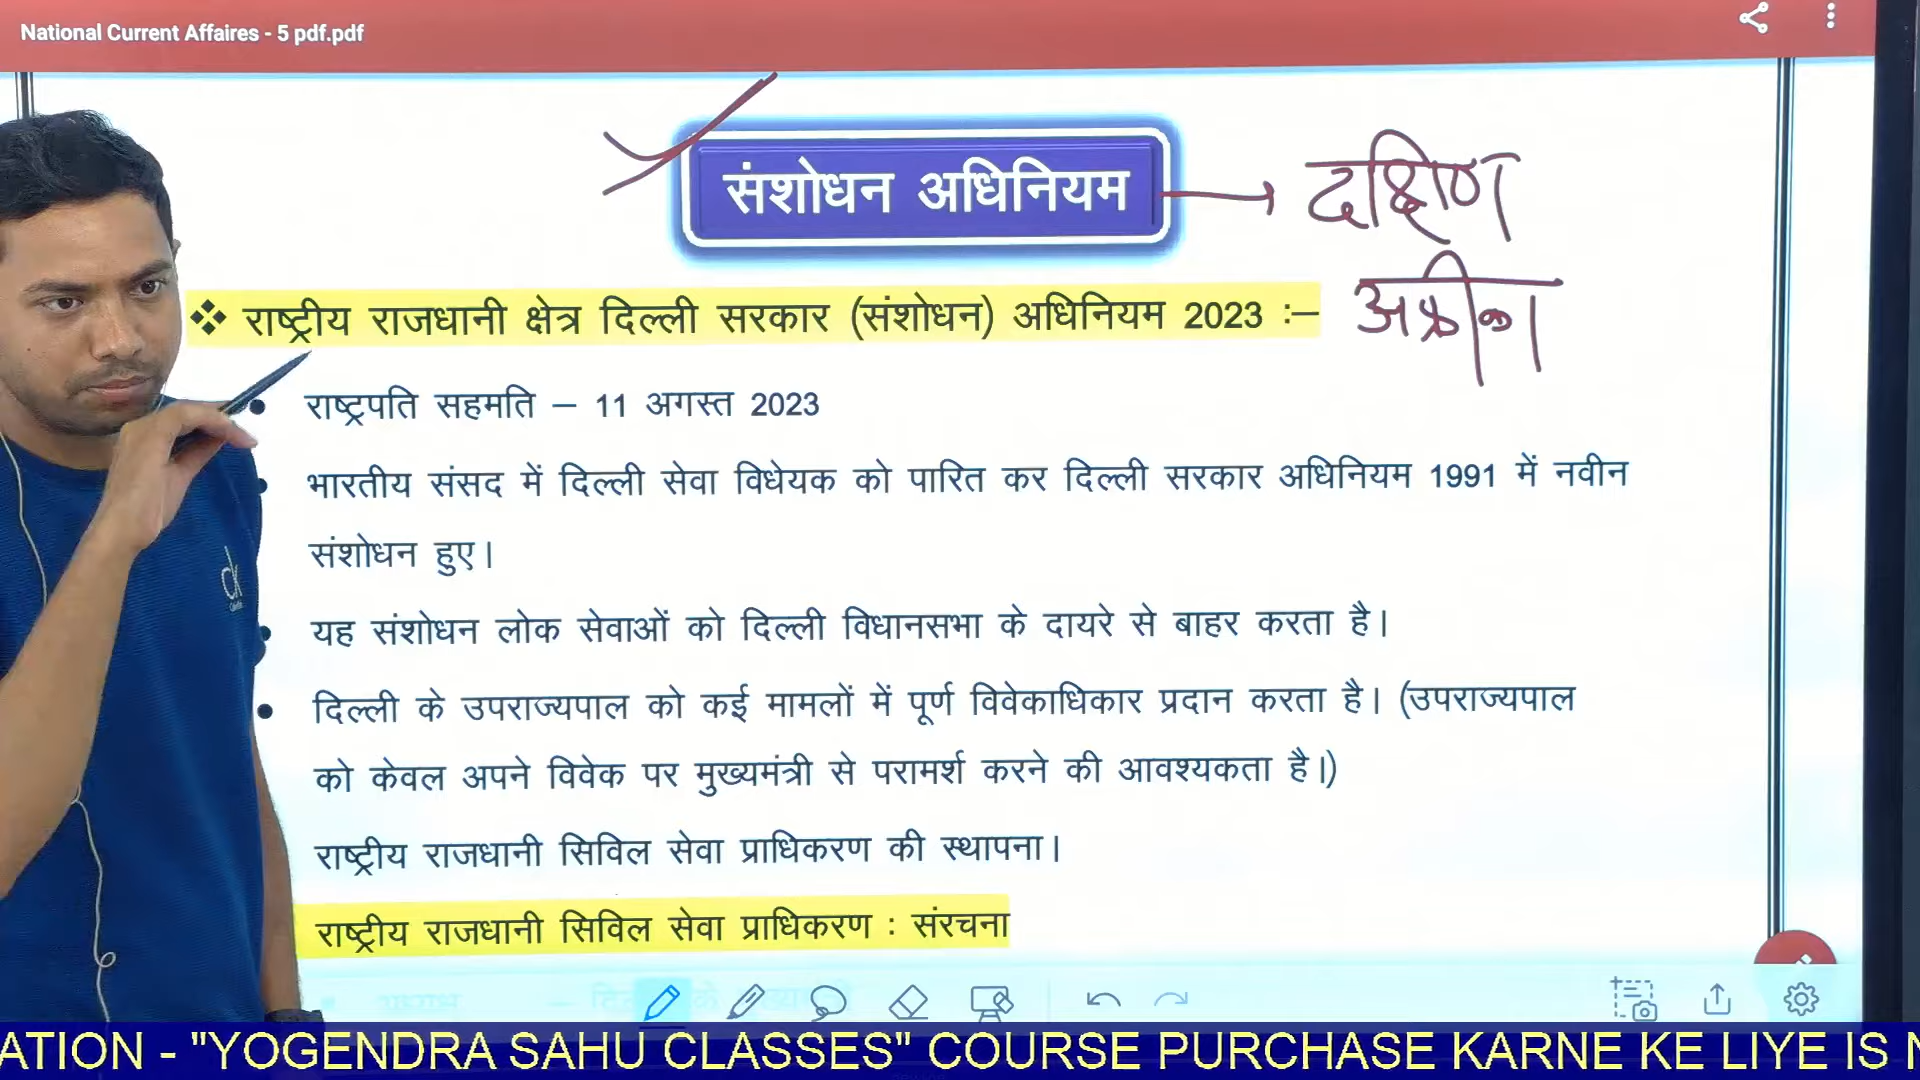 National Current Affaires - 5 pdf.pdf
संशोधन अधिनियम
दक्षिण
अफ्रीका
❖ राष्ट्रीय राजधानी क्षेत्र दिल्ली सरकार (संशोधन) अधिनियम 2023 :–
• राष्ट्रपति सहमति – 11 अगस्त 2023
• भारतीय संसद में दिल्ली सेवा विधेयक को पारित कर दिल्ली सरकार अधिनियम 1991 में नवीन
संशोधन हुए।
• यह संशोधन लोक सेवाओं को दिल्ली विधानसभा के दायरे से बाहर करता है।
• दिल्ली के उपराज्यपाल को कई मामलों में पूर्ण विवेकाधिकार प्रदान करता है। (उपराज्यपाल
को केवल अपने विवेक पर मुख्यमंत्री से परामर्श करने की आवश्यकता है।)
राष्ट्रीय राजधानी सिविल सेवा प्राधिकरण की स्थापना।
राष्ट्रीय राजधानी सिविल सेवा प्राधिकरण : संरचना
ck
ATION - "YOGENDRA SAHU CLASSES" COURSE PURCHASE KARNE KE LIYE IS N